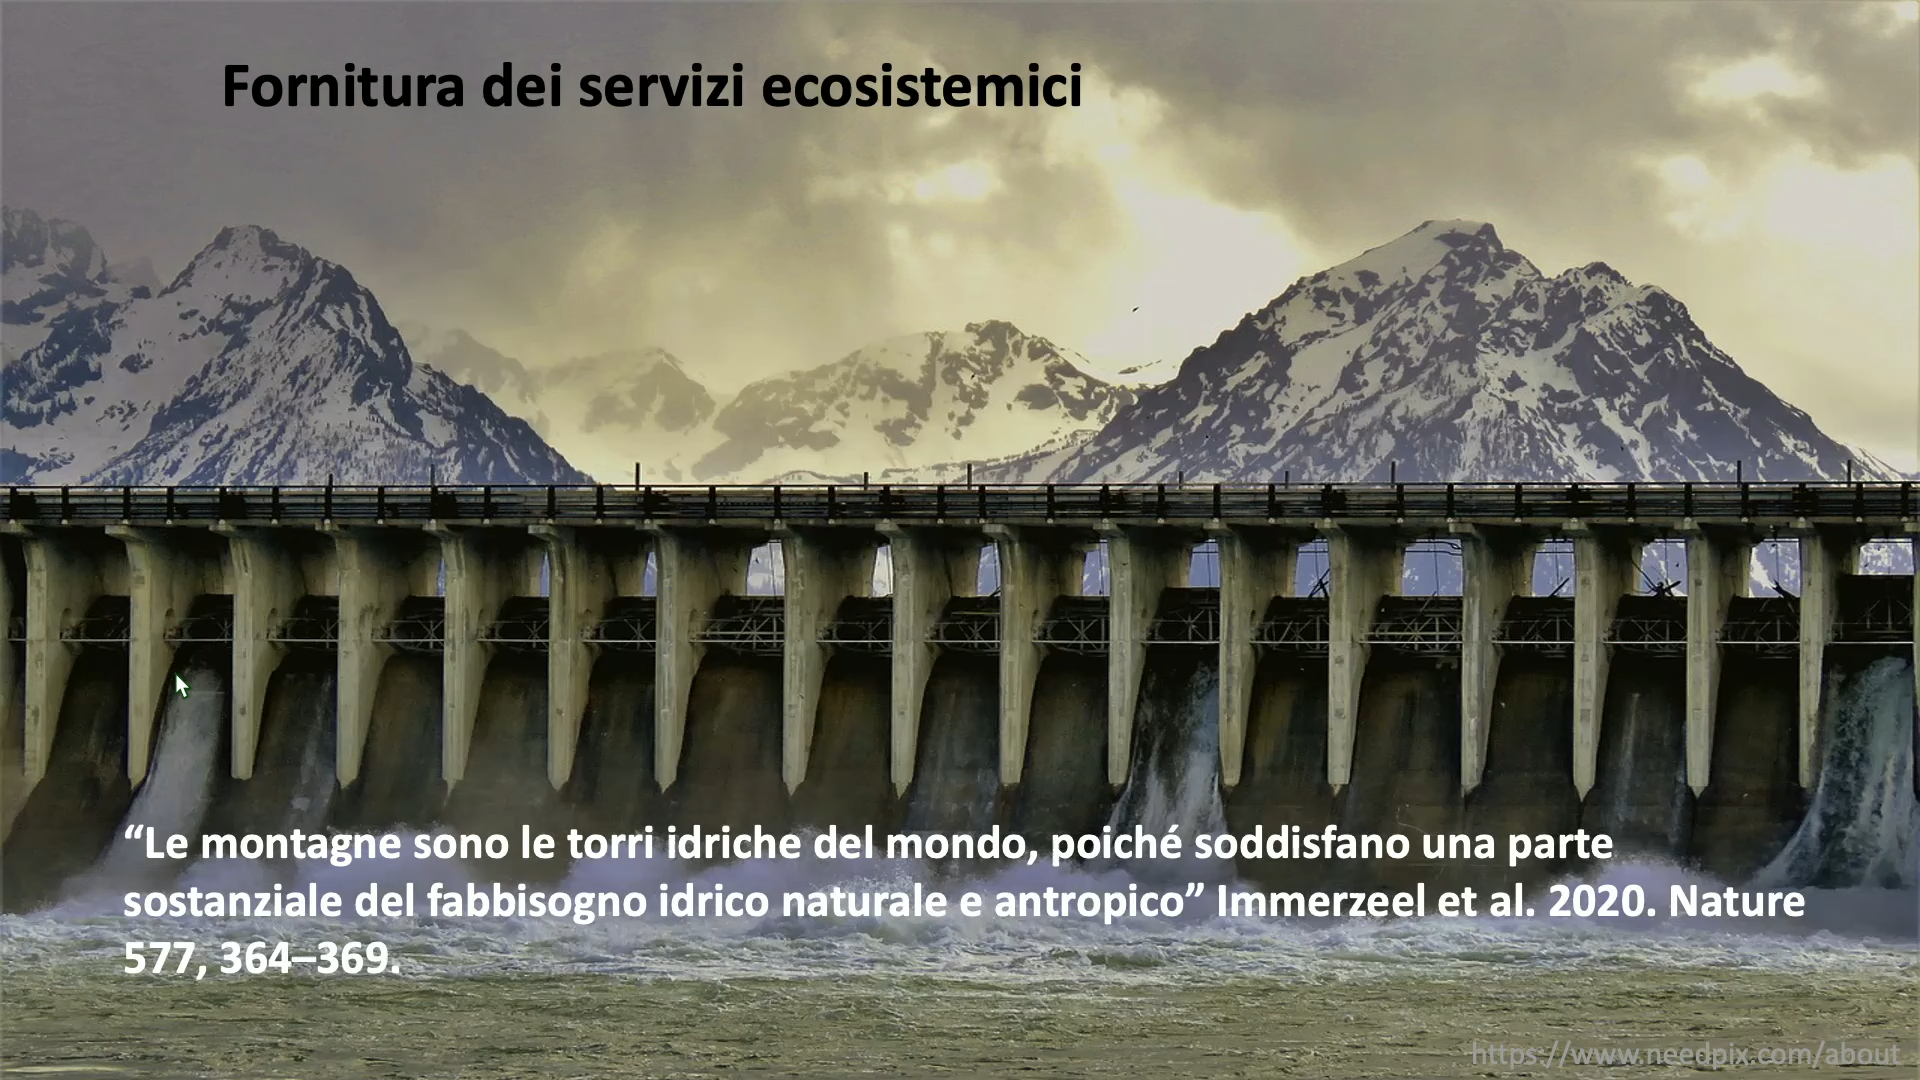 Fornitura dei servizi ecosistemici
“Le montagne sono le torri idriche del mondo, poiché soddisfano una parte
sostanziale del fabbisogno idrico naturale e antropico” Immerzeel et al. 2020. Nature
577, 364–369.
https://www.needpix.com/about